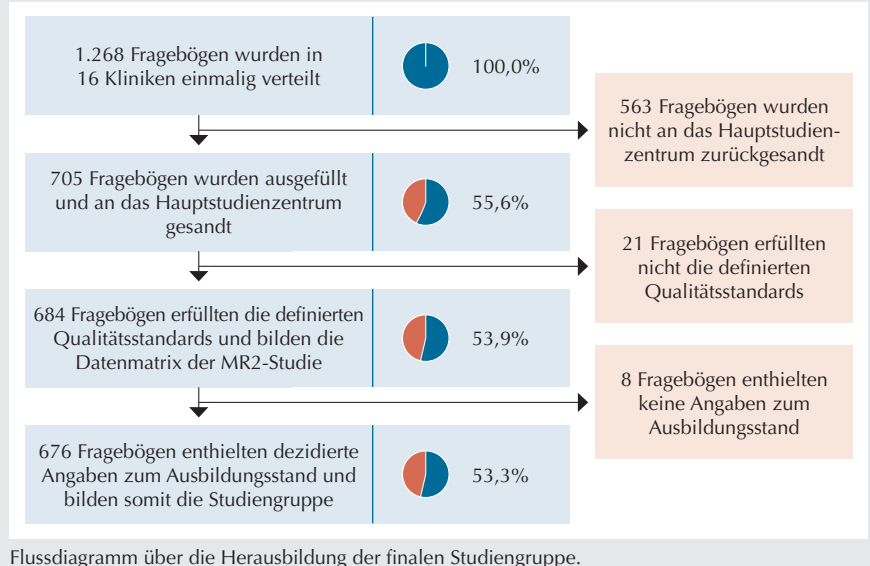 1.268 Fragebögen wurden in
16 Kliniken einmalig verteilt
100,0%
563 Fragebögen wurden
nicht an das Hauptstudien-
zentrum zurückgesandt
705 Fragebögen wurden ausgefüllt
und an das Hauptstudienzentrum
gesandt
55,6%
21 Fragebögen erfüllten
nicht die definierten
Qualitätsstandards
684 Fragebögen erfüllten die definierten
Qualitätsstandards und bilden die
Datenmatrix der MR2-Studie
53,9%
8 Fragebögen enthielten
keine Angaben zum
Ausbildungsstand
676 Fragebögen enthielten dezidierte
Angaben zum Ausbildungsstand und
bilden somit die Studiengruppe
53,3%
Flussdiagramm über die Herausbildung der finalen Studiengruppe.